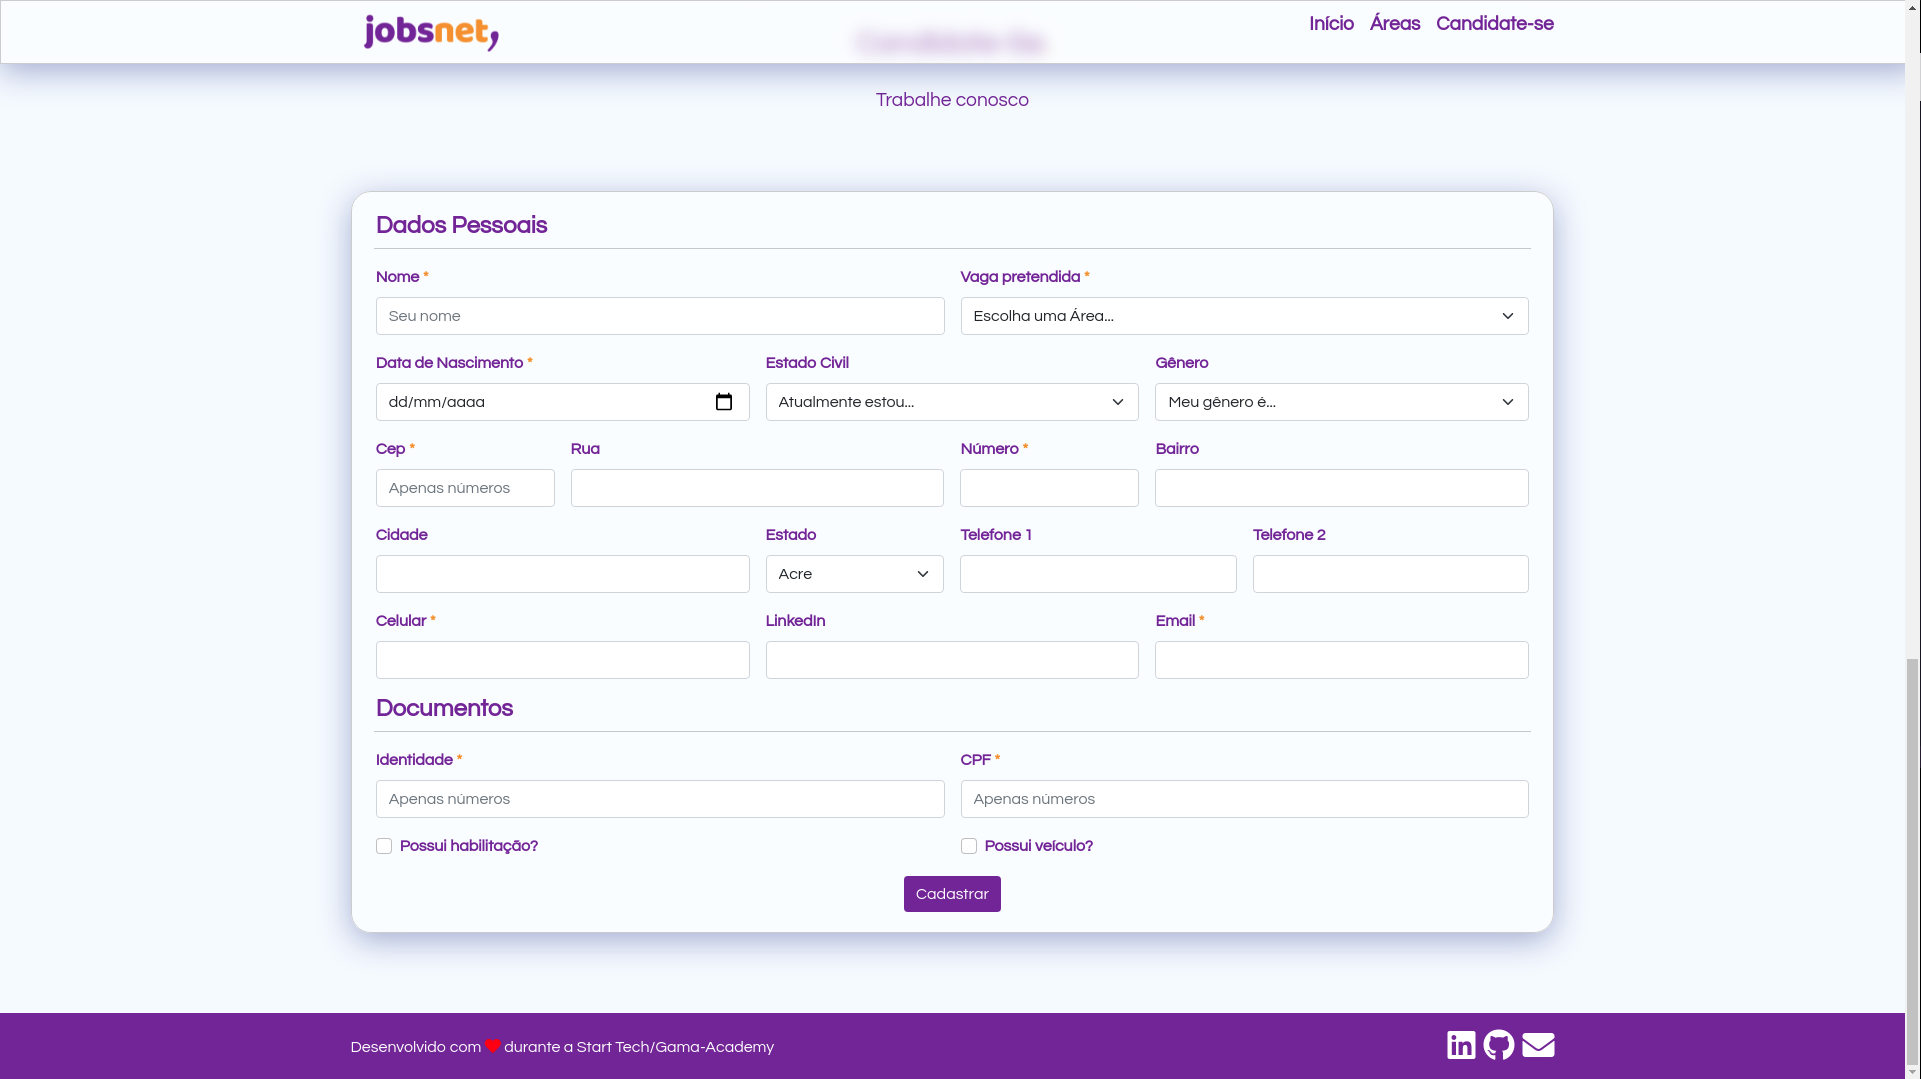 jobsnet,
Início Áreas Candidate-se
Trabalhe conosco
Dados Pessoais
Nome * Vaga pretendida *
Seu nome Escolha uma Área...
Data de Nascimento * Estado Civil Gênero
dd/mm/aaaa Atualmente estou... Meu gênero é...
Cep * Rua Número * Bairro
Apenas números
Cidade Estado Telefone 1 Telefone 2
Acre
Celular * LinkedIn Email *
Documentos
Identidade * CPF *
Apenas números Apenas números
Possui habilitação? Possui veículo?
Cadastrar
Desenvolvido com ❤ durante a Start Tech/Gama-Academy